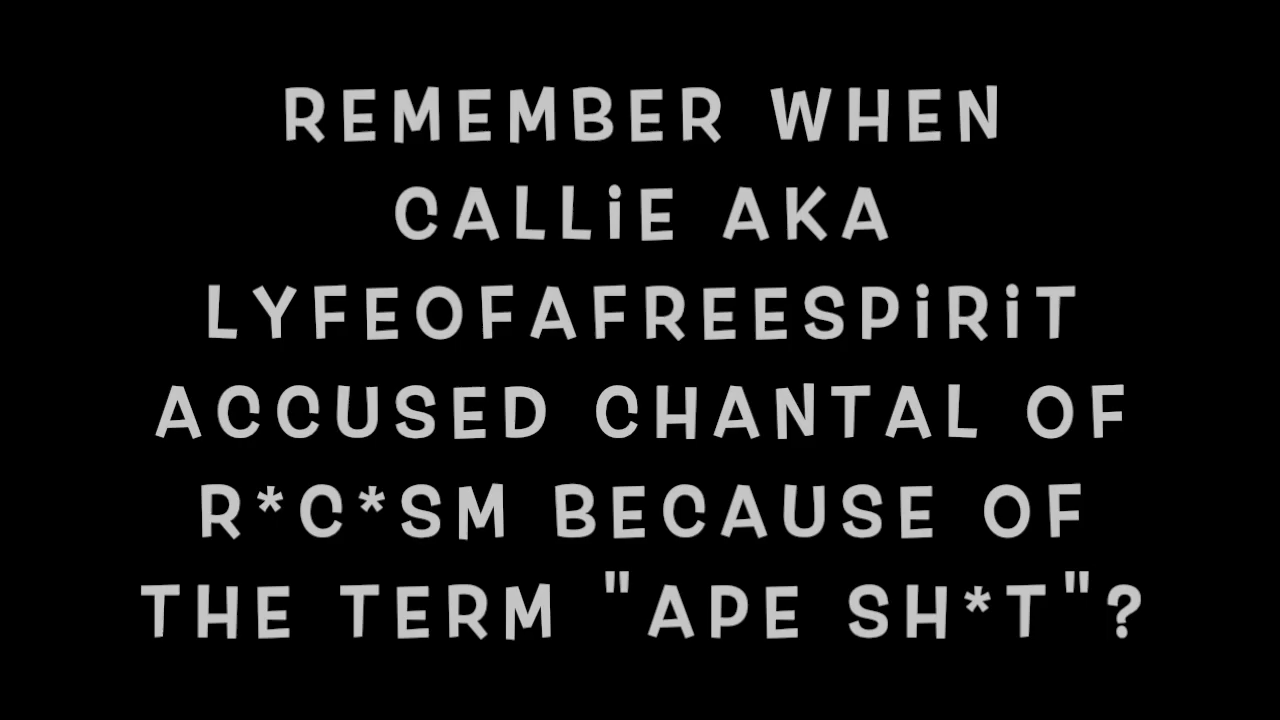 REMEMBER WHEN
CALLiE AKA
LYFEOFAFREESPiRiT
ACCUSED CHANTAL OF
R*C*SM BECAUSE OF
THE TERM "APE SH*T"?